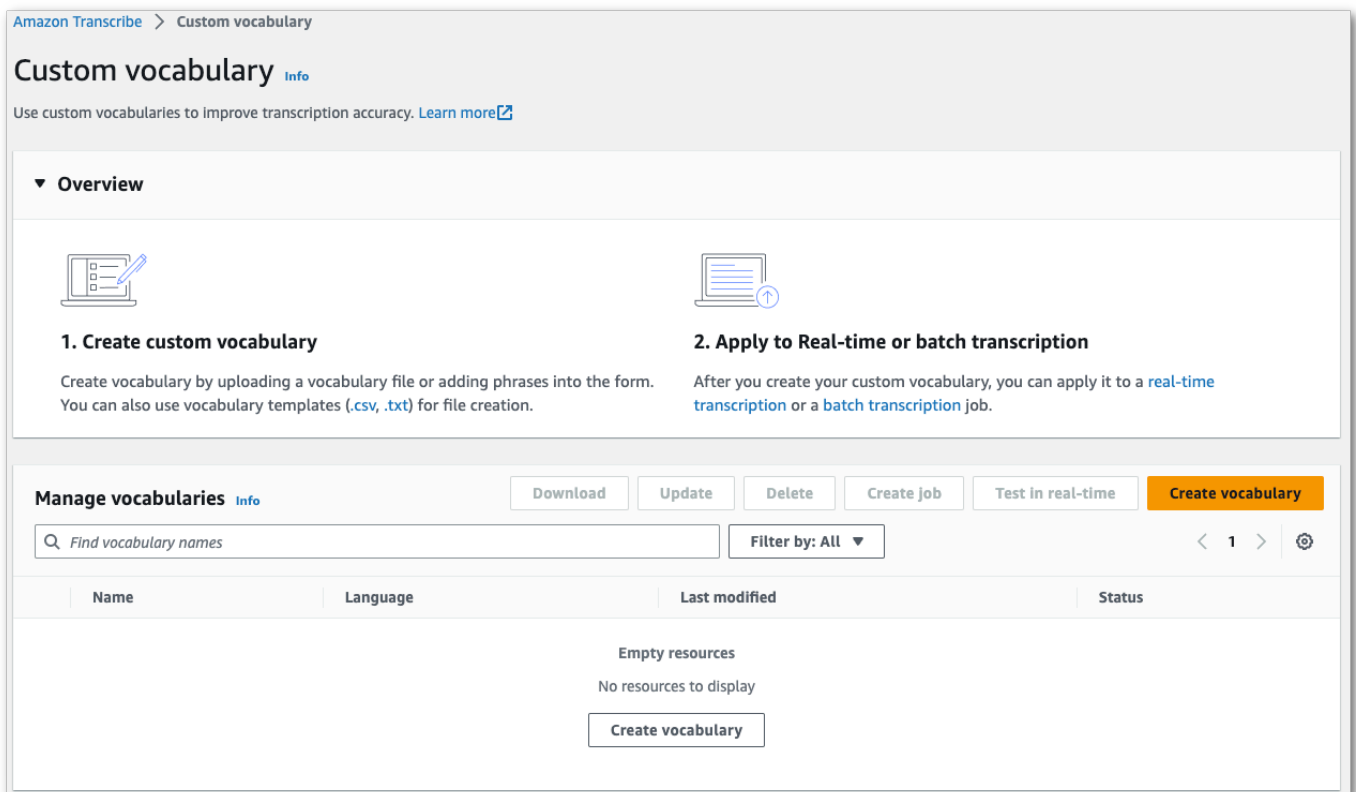 Amazon Transcribe > Custom vocabulary
Custom vocabulary Info
Use custom vocabularies to improve transcription accuracy. Learn more
Overview
1. Create custom vocabulary
Create vocabulary by uploading a vocabulary file or adding phrases into the form.
You can also use vocabulary templates (.csv, .txt) for file creation.
2. Apply to Real-time or batch transcription
After you create your custom vocabulary, you can apply it to a real-time
transcription or a batch transcription job.
Manage vocabularies Info
Download Update Delete Create job Test in real-time Create vocabulary
Find vocabulary names Filter by: All < 1 >
Name Language Last modified Status
Empty resources
No resources to display
Create vocabulary